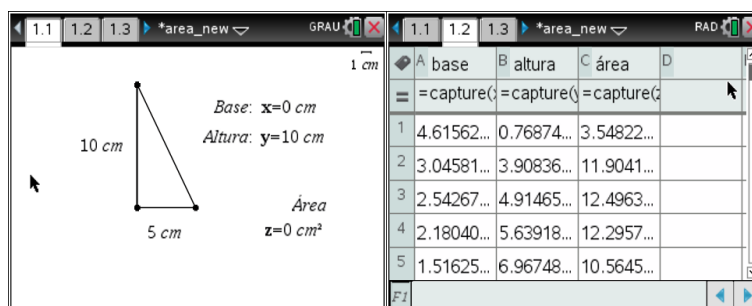 1.1 1.2 1.3 *area_new GRAU
1 cm
Base: x=0 cm
Altura: y=10 cm
10 cm
Área
z=0 cm²
5 cm
1.1 1.2 1.3 *area_new RAD
A base B altura C área D
= =capture( =capture( =capture(
1 4.61562... 0.76874... 3.54822...
2 3.04581... 3.90836... 11.9041...
3 2.54267... 4.91465... 12.4963...
4 2.18040... 5.63918... 12.2957...
5 1.51625... 6.96748... 10.5645...
F1